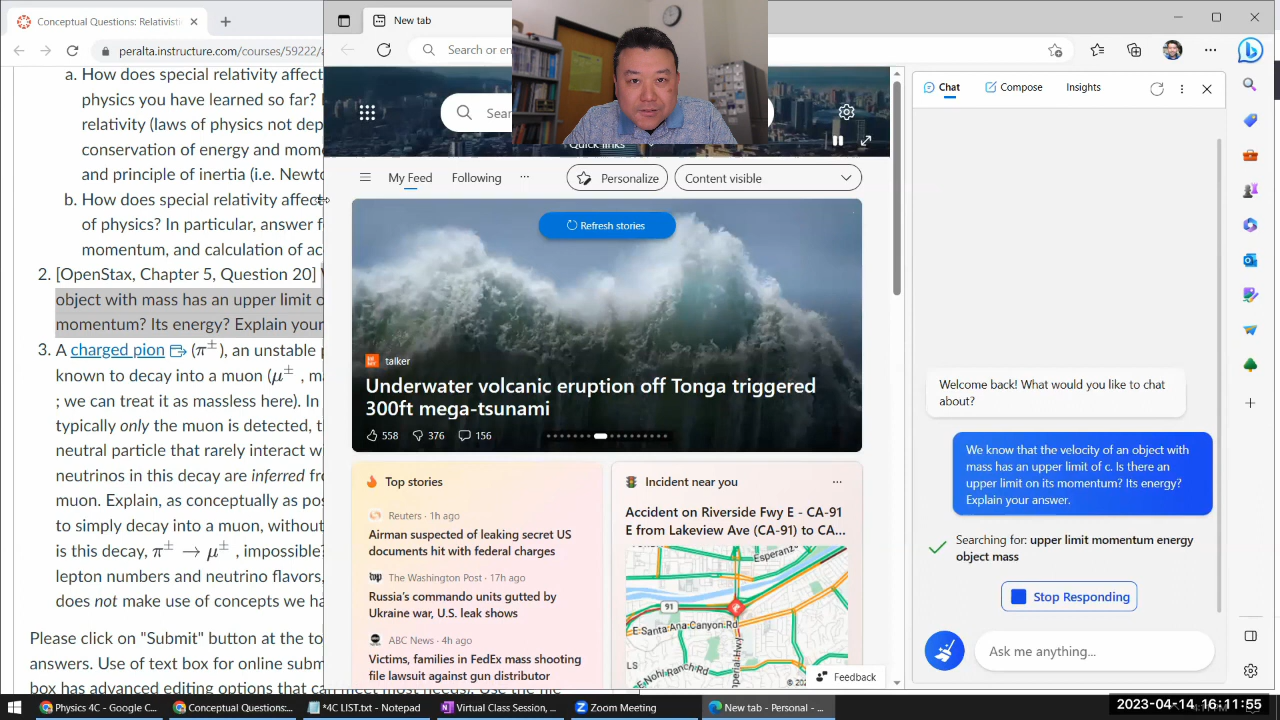 Conceptual Questions: Relativisti
New tab
peralta.instructure.com/courses/59222/a
Search or en
a. How does special relativity affect
physics you have learned so far? I
relativity (laws of physics not dep
conservation of energy and mom
and principle of inertia (i.e. Newto
b. How does special relativity affec
of physics? In particular, answer f
momentum, and calculation of ac
2. [OpenStax, Chapter 5, Question 20]
object with mass has an upper limit o
momentum? Its energy? Explain your
3. A charged pion (π±), an unstable p
known to decay into a muon (μ±, ma
; we can treat it as massless here). In
typically only the muon is detected, t
neutral particle that rarely interact w
neutrinos in this decay are inferred fro
muon. Explain, as conceptually as pos
to simply decay into a muon, without
is this decay, π± → μ±, impossible?
lepton numbers and neutrino flavors,
does not make use of concepts we ha
Please click on "Submit" button at the to
answers. Use of text box for online subm
Sear
Quick links
My Feed
Following
Personalize
Content visible
Refresh stories
talker
Underwater volcanic eruption off Tonga triggered
300ft mega-tsunami
558
376
156
Top stories
Reuters · 1h ago
Airman suspected of leaking secret US
documents hit with federal charges
The Washington Post · 17h ago
Russia's commando units gutted by
Ukraine war, U.S. leak shows
ABC News · 4h ago
Victims, families in FedEx mass shooting
file lawsuit against gun distributor
Incident near you
Accident on Riverside Fwy E - CA-91
E from Lakeview Ave (CA-91) to CA...
Esperanz
91
E Santa Ana Canyon Rd
Imperial Hwy
E Nohl Ranch Rd
Feedback
Chat
Compose
Insights
Welcome back! What would you like to chat
about?
We know that the velocity of an object with
mass has an upper limit of c. Is there an
upper limit on its momentum? Its energy?
Explain your answer.
Searching for: upper limit momentum energy
object mass
Stop Responding
Ask me anything...
Physics 4C - Google C...
Conceptual Questions...
*4C LIST.txt - Notepad
Virtual Class Session, ...
Zoom Meeting
New tab - Personal - ...
2023-04-14 16:11:55